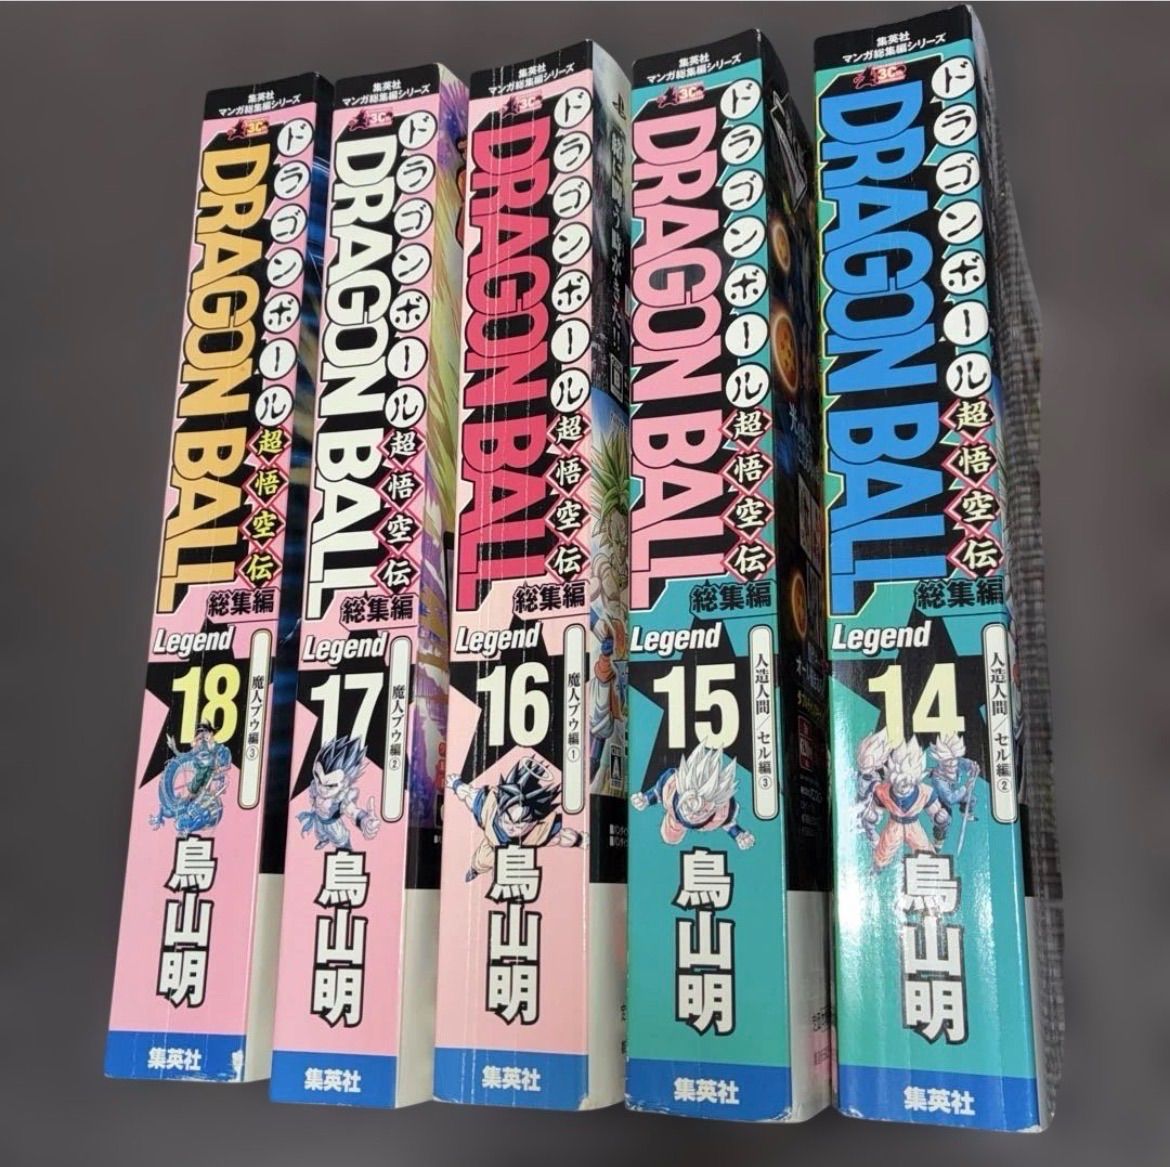 集英社
マンガ総集編シリーズ
30th
ドラゴンボール
DRAGON BALL
超悟空伝
総集編
Legend
18
魔人ブウ編③
鳥山明
集英社
集英社
マンガ総集編シリーズ
30th
ドラゴンボール
DRAGON BALL
超悟空伝
総集編
Legend
17
魔人ブウ編②
鳥山明
集英社
集英社
マンガ総集編シリーズ
30th
ドラゴンボール
DRAGON BALL
超悟空伝
総集編
Legend
16
魔人ブウ編①
鳥山明
集英社
集英社
マンガ総集編シリーズ
30th
ドラゴンボール
DRAGON BALL
超悟空伝
総集編
Legend
15
人造人間/セル編③
鳥山明
集英社
集英社
マンガ総集編シリーズ
30th
ドラゴンボール
DRAGON BALL
超悟空伝
総集編
Legend
14
人造人間/セル編②
鳥山明
集英社